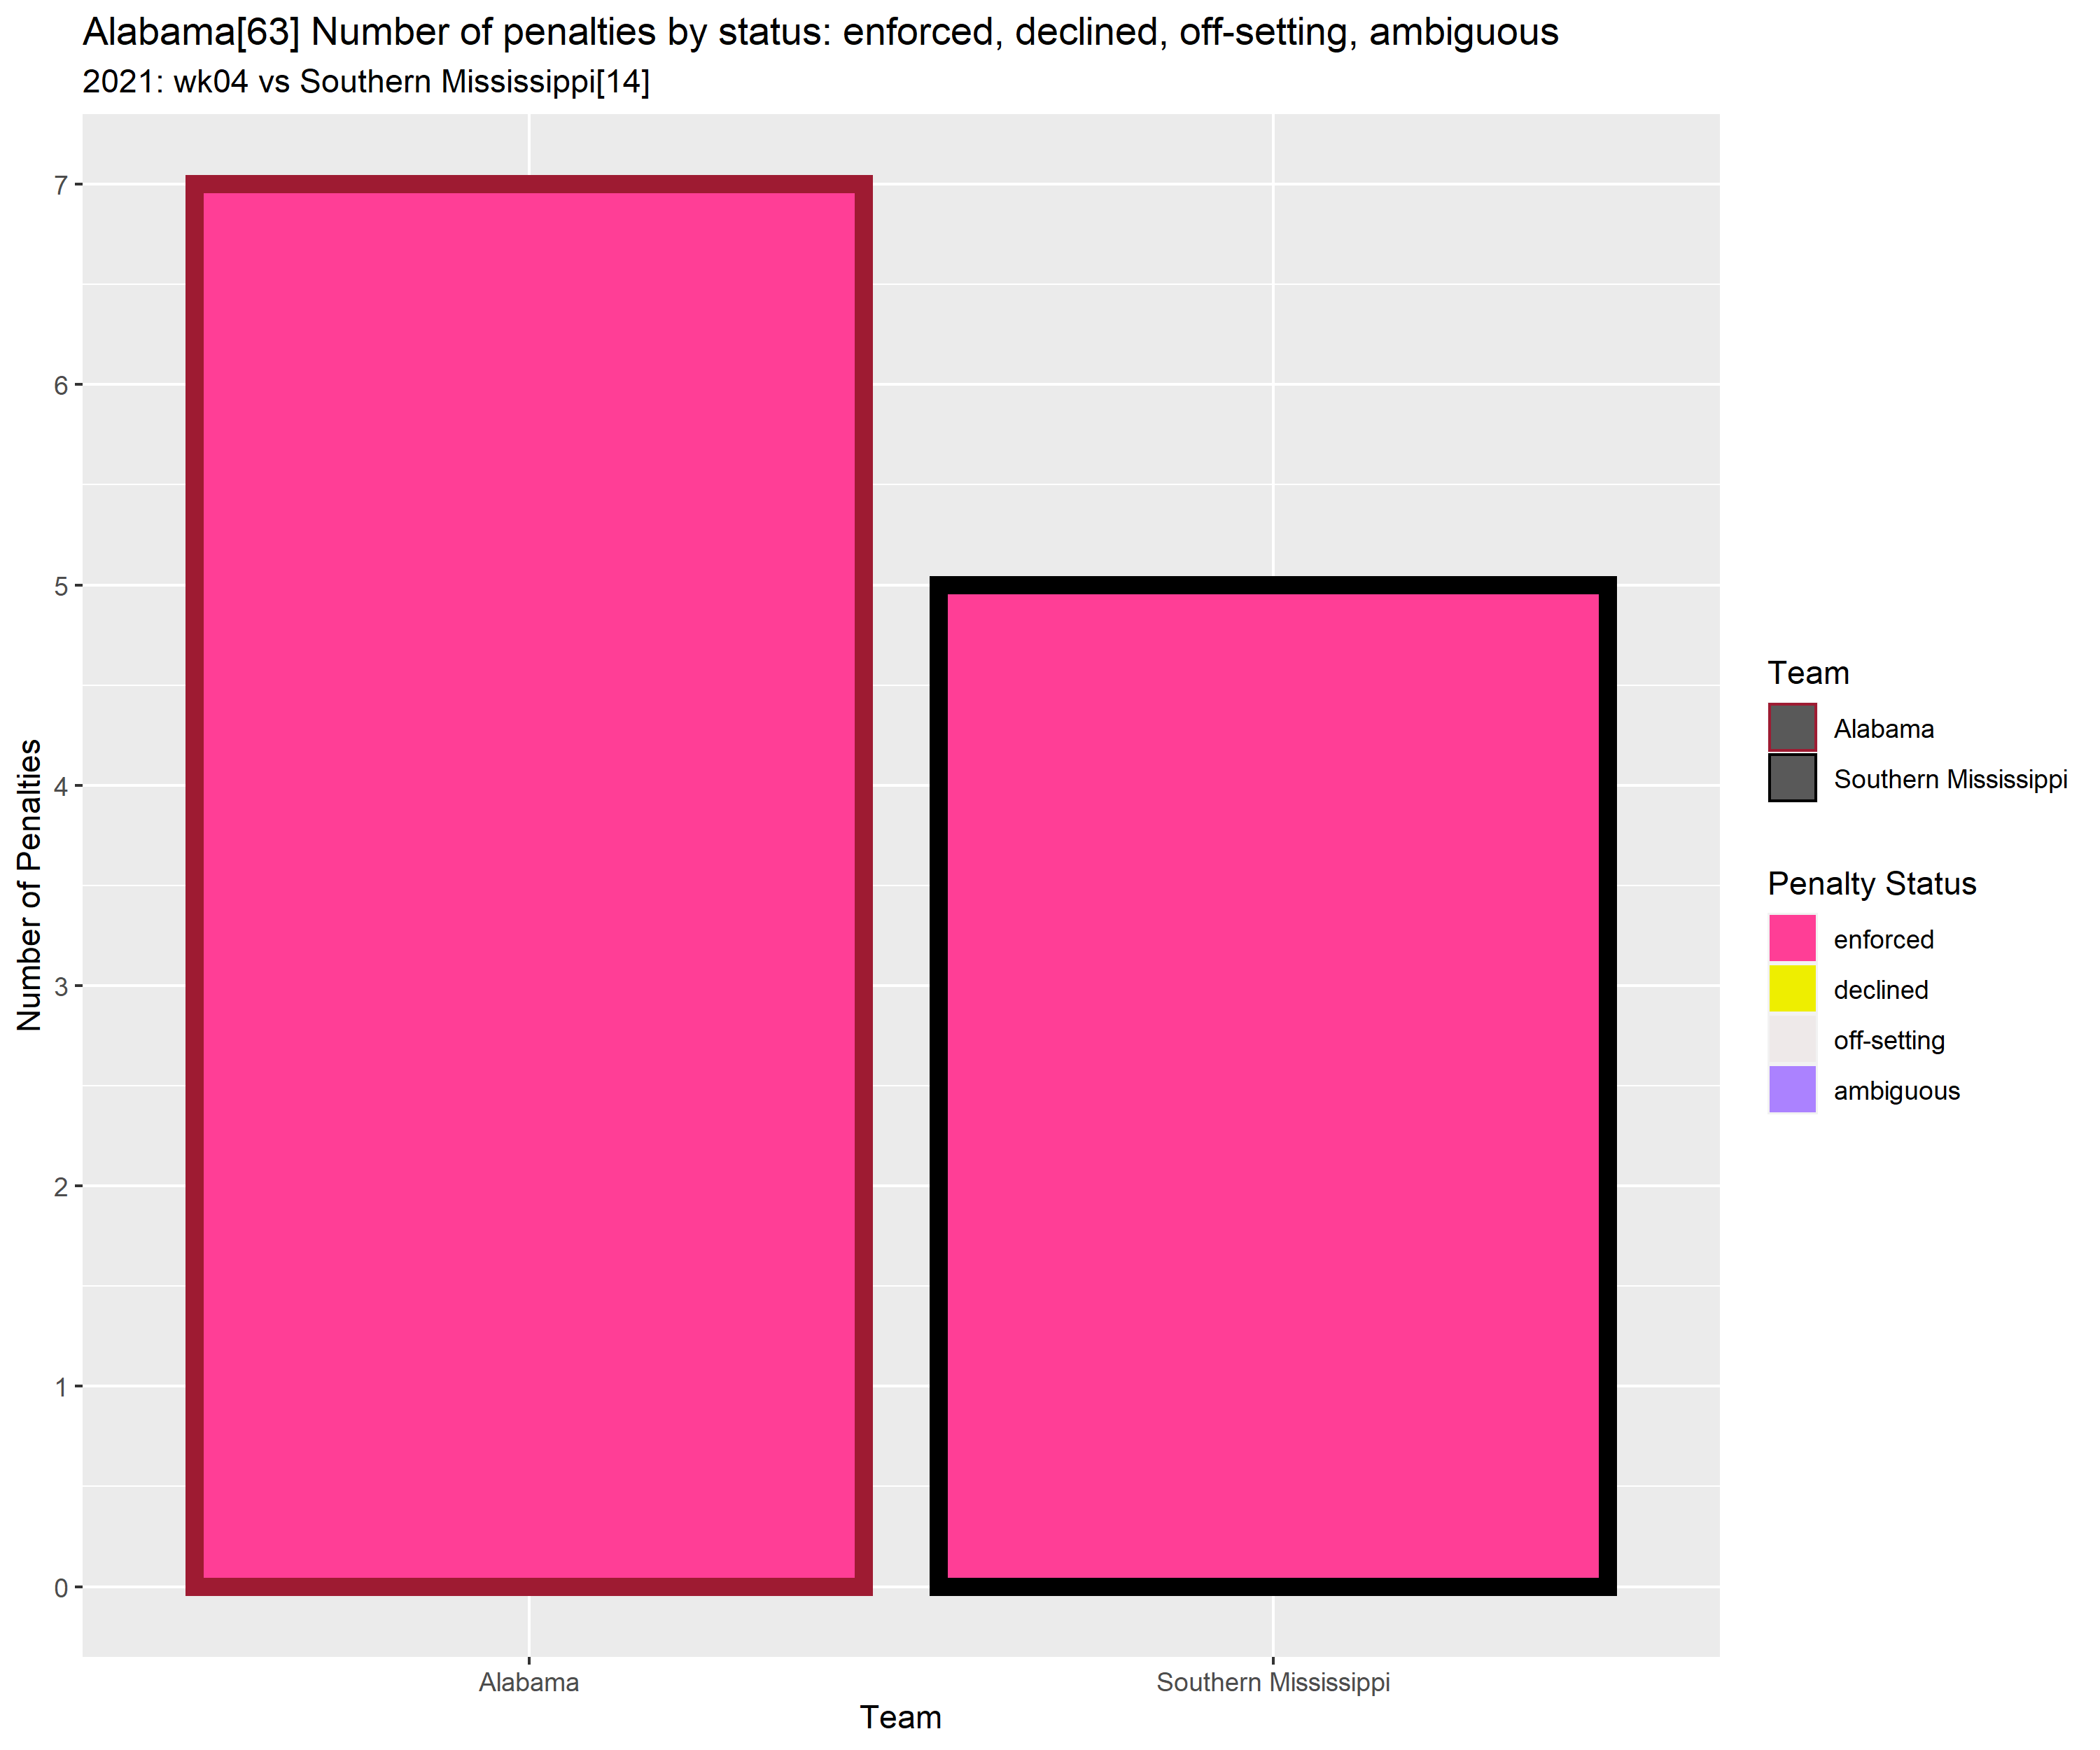 Alabama[63] Number of penalties by status: enforced, declined, off-setting, ambiguous
2021: wk04 vs Southern Mississippi[14]
Number of Penalties
7
6
5
4
3
2
1
0
Alabama
Southern Mississippi
Team
Team
Alabama
Southern Mississippi
Penalty Status
enforced
declined
off-setting
ambiguous